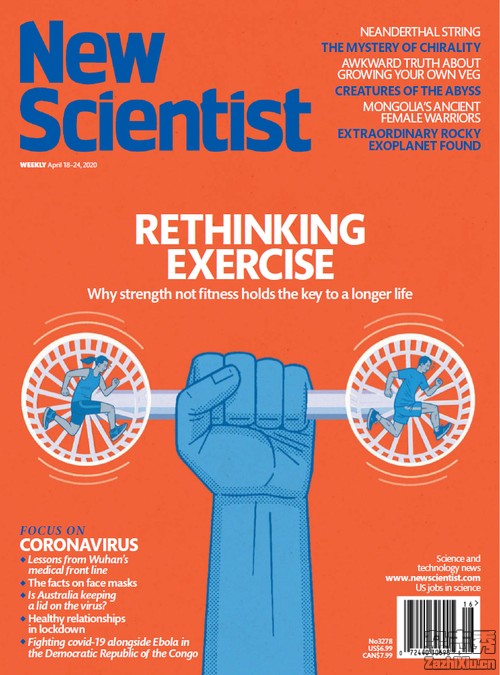 New
Scientist
WEEKLY April 18–24, 2020
NEANDERTHAL STRING
THE MYSTERY OF CHIRALITY
AWKWARD TRUTH ABOUT
GROWING YOUR OWN VEG
CREATURES OF THE ABYSS
MONGOLIA'S ANCIENT
FEMALE WARRIORS
EXTRAORDINARY ROCKY
EXOPLANET FOUND
RETHINKING
EXERCISE
Why strength not fitness holds the key to a longer life
FOCUS ON
CORONAVIRUS
Lessons from Wuhan's
medical front line
The facts on face masks
Is Australia keeping
a lid on the virus?
Healthy relationships
in lockdown
Fighting covid-19 alongside Ebola in
the Democratic Republic of the Congo
Science and
technology news
www.newscientist.com
US jobs in science
No3278
US$6.99
CAN$7.99
16
ZazhiXiu.cn